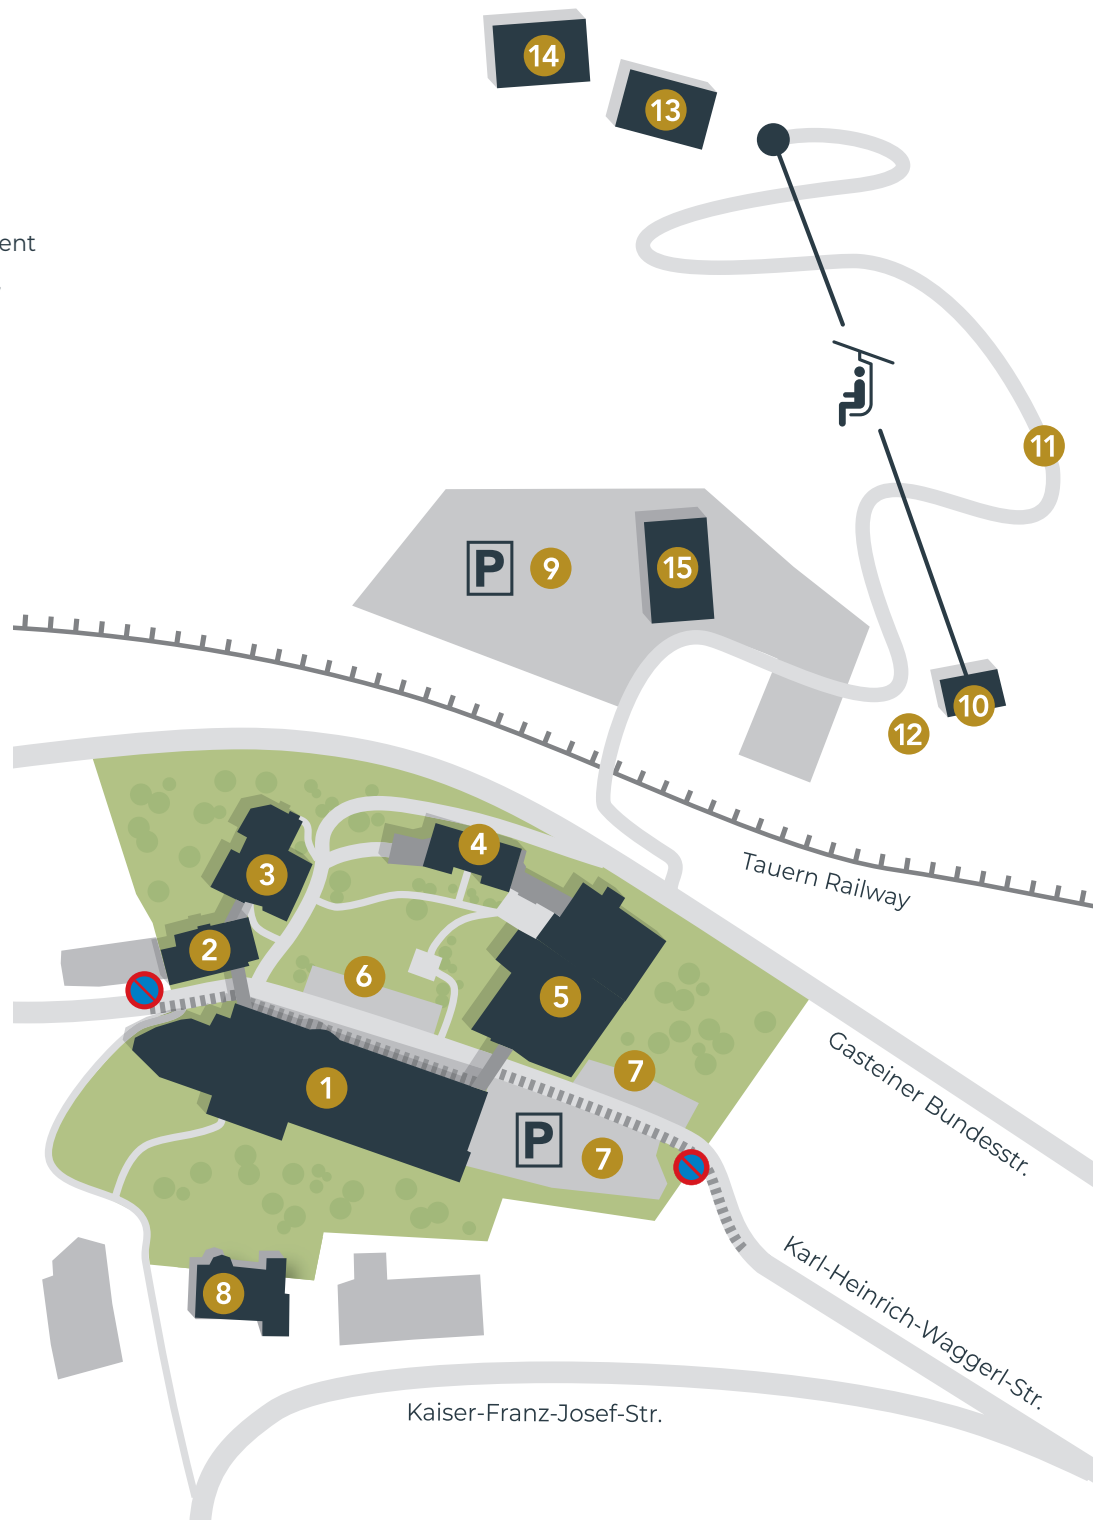 14
13
ent
11
P
9
15
10
12
Tauern Railway
4
3
2
6
5
Gasteiner Bundesstr.
7
1
P
7
Karl-Heinrich-Waggerl-Str.
8
Kaiser-Franz-Josef-Str.